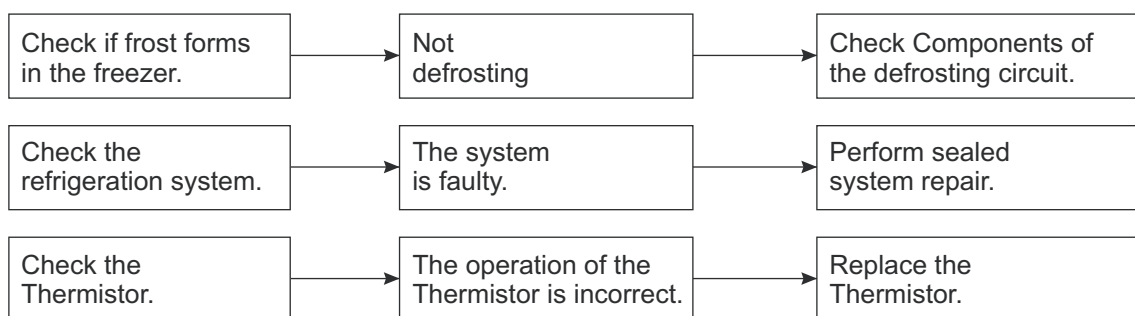 Check if frost forms
in the freezer.
Not
defrosting
Check Components of
the defrosting circuit.
Check the
refrigeration system.
The system
is faulty.
Perform sealed
system repair.
Check the
Thermistor.
The operation of the
Thermistor is incorrect.
Replace the
Thermistor.